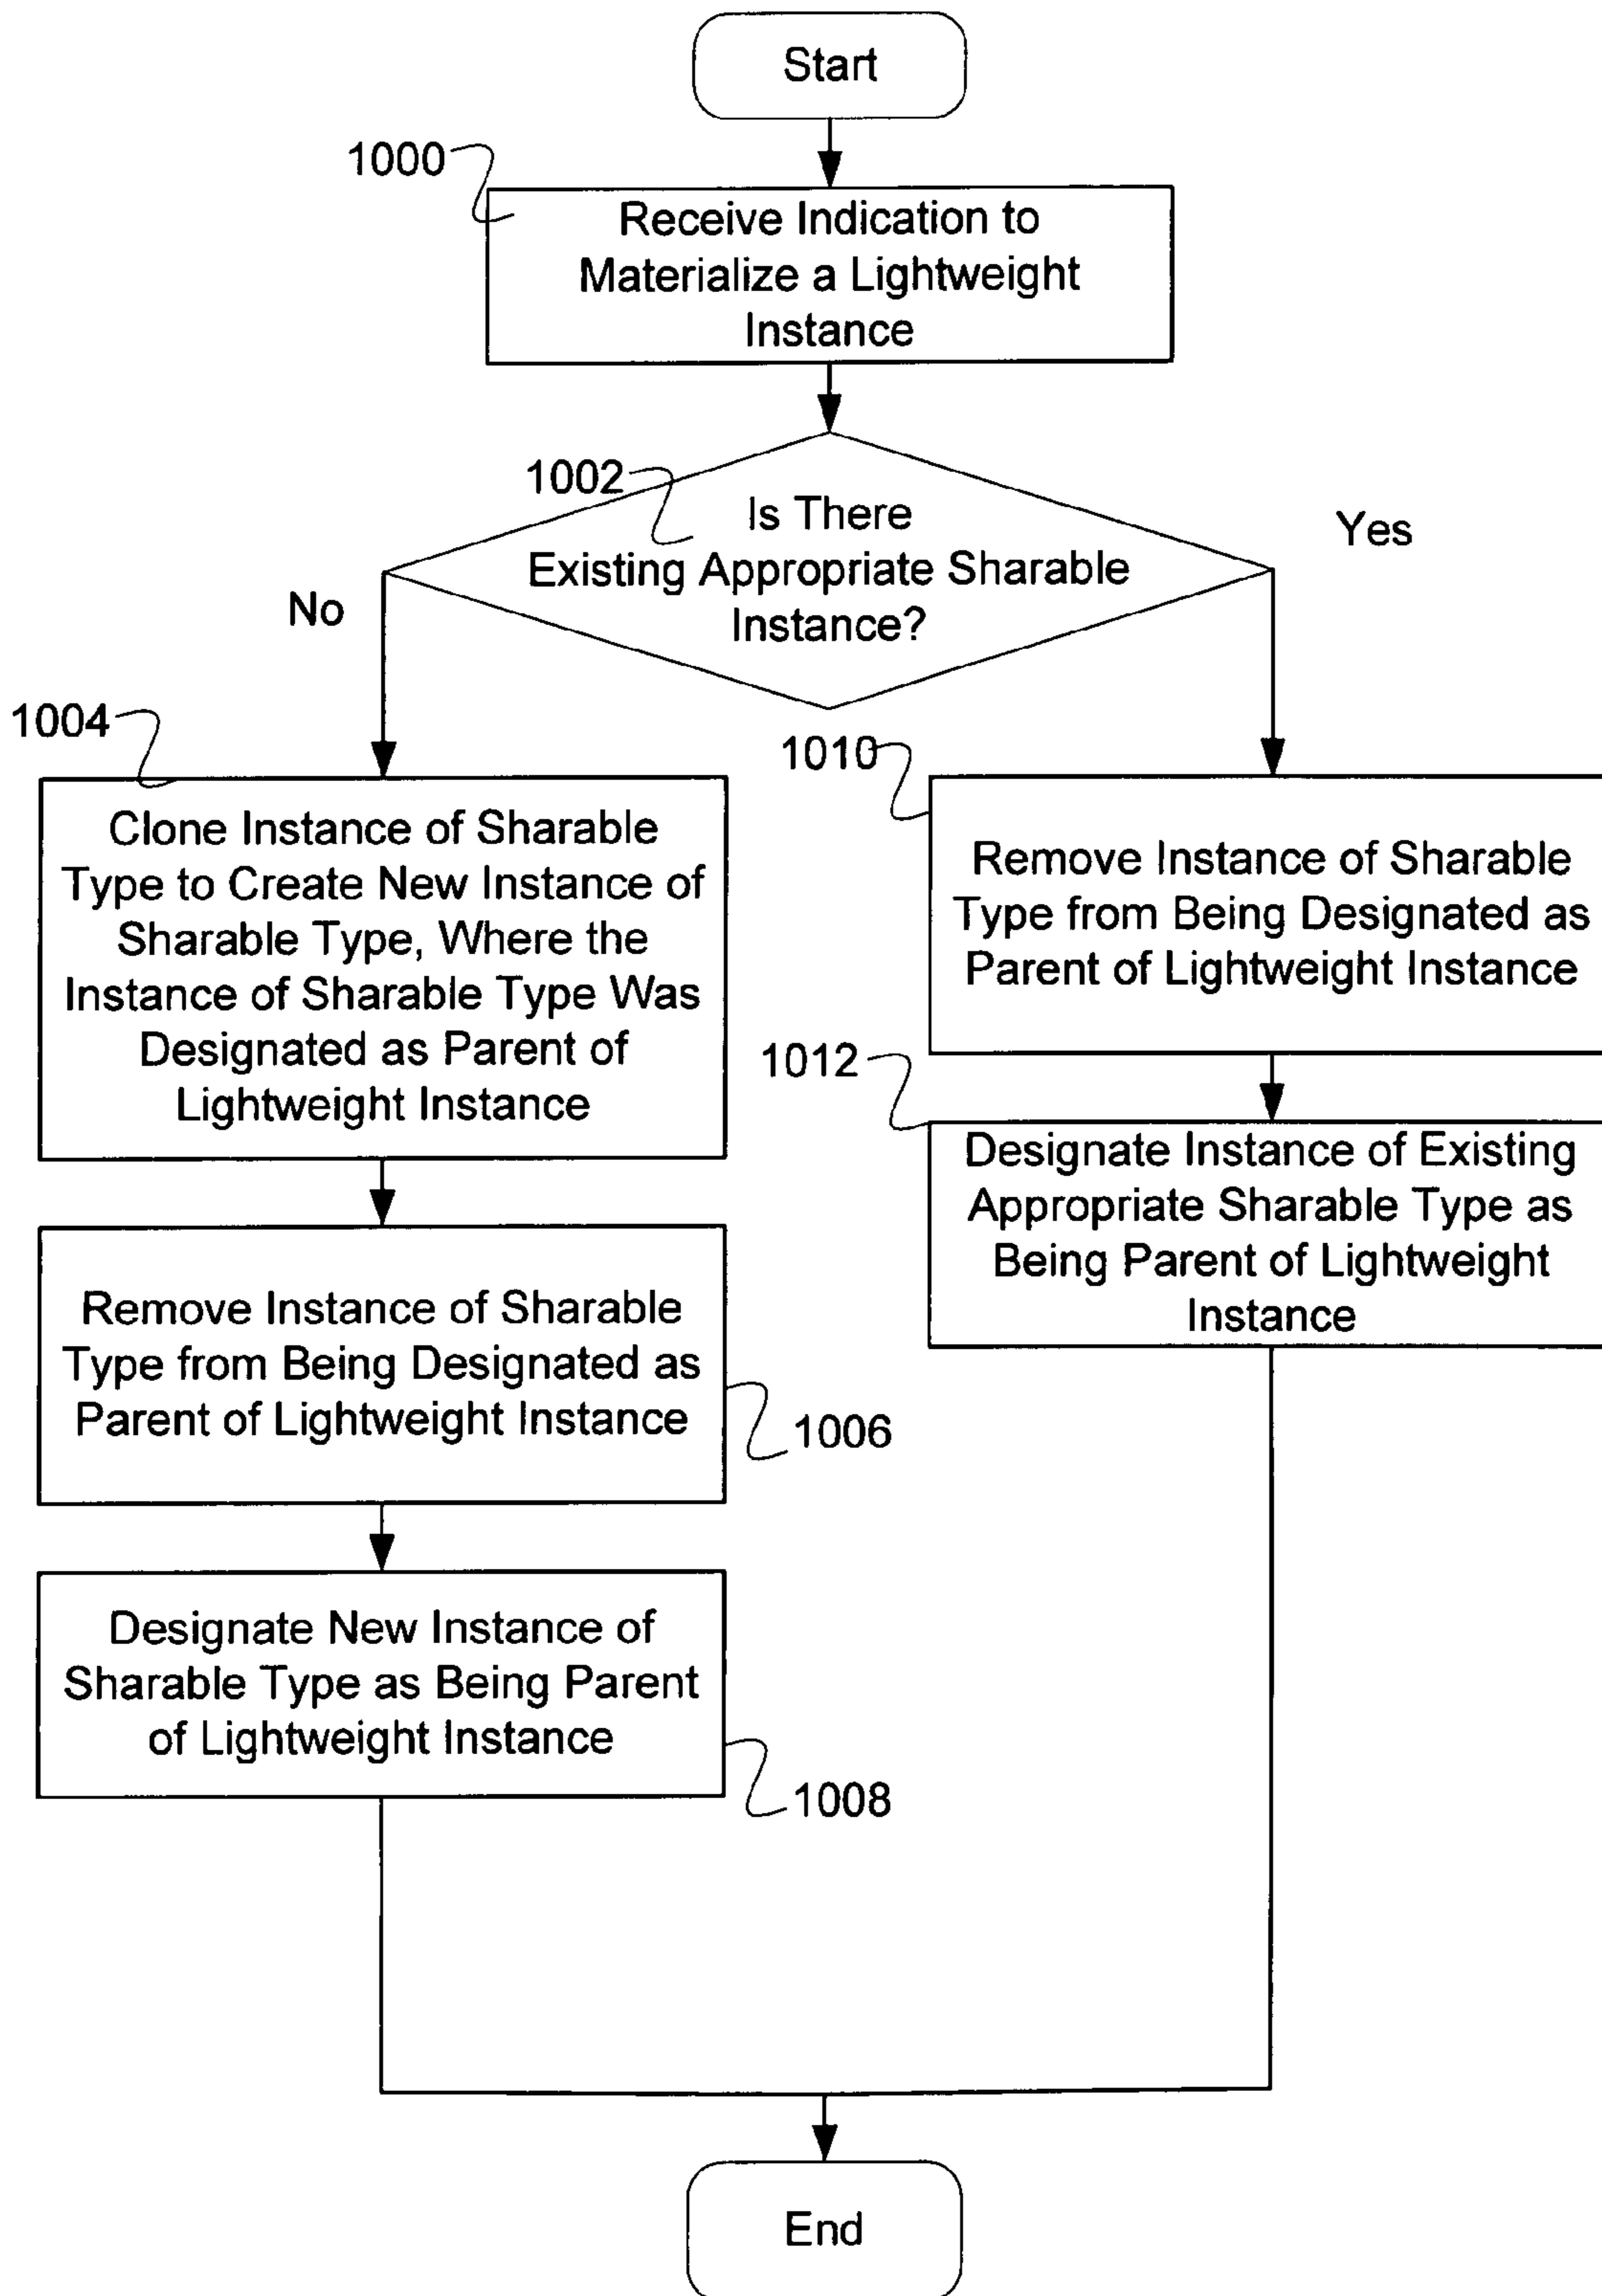 Start
1000
Receive Indication to
Materialize a Lightweight
Instance
1002
Is There
Existing Appropriate Sharable
Instance?
Yes
No
1004
Clone Instance of Sharable
Type to Create New Instance of
Sharable Type, Where the
Instance of Sharable Type Was
Designated as Parent of
Lightweight Instance
1006
Remove Instance of Sharable
Type from Being Designated as
Parent of Lightweight Instance
1008
Designate New Instance of
Sharable Type as Being Parent
of Lightweight Instance
1010
Remove Instance of Sharable
Type from Being Designated as
Parent of Lightweight Instance
1012
Designate Instance of Existing
Appropriate Sharable Type as
Being Parent of Lightweight
Instance
End